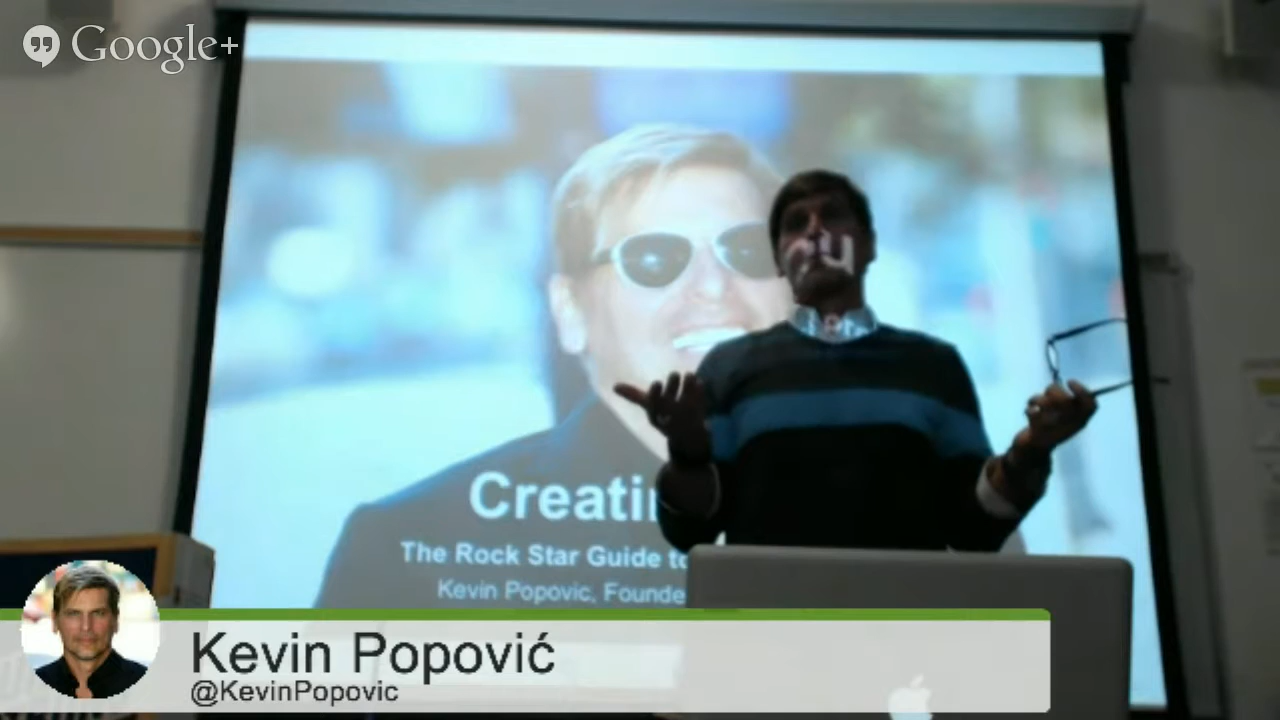 Google+
Creatin
The Rock Star Guide to
Kevin Popovic, Founde
Kevin Popović
@KevinPopovic